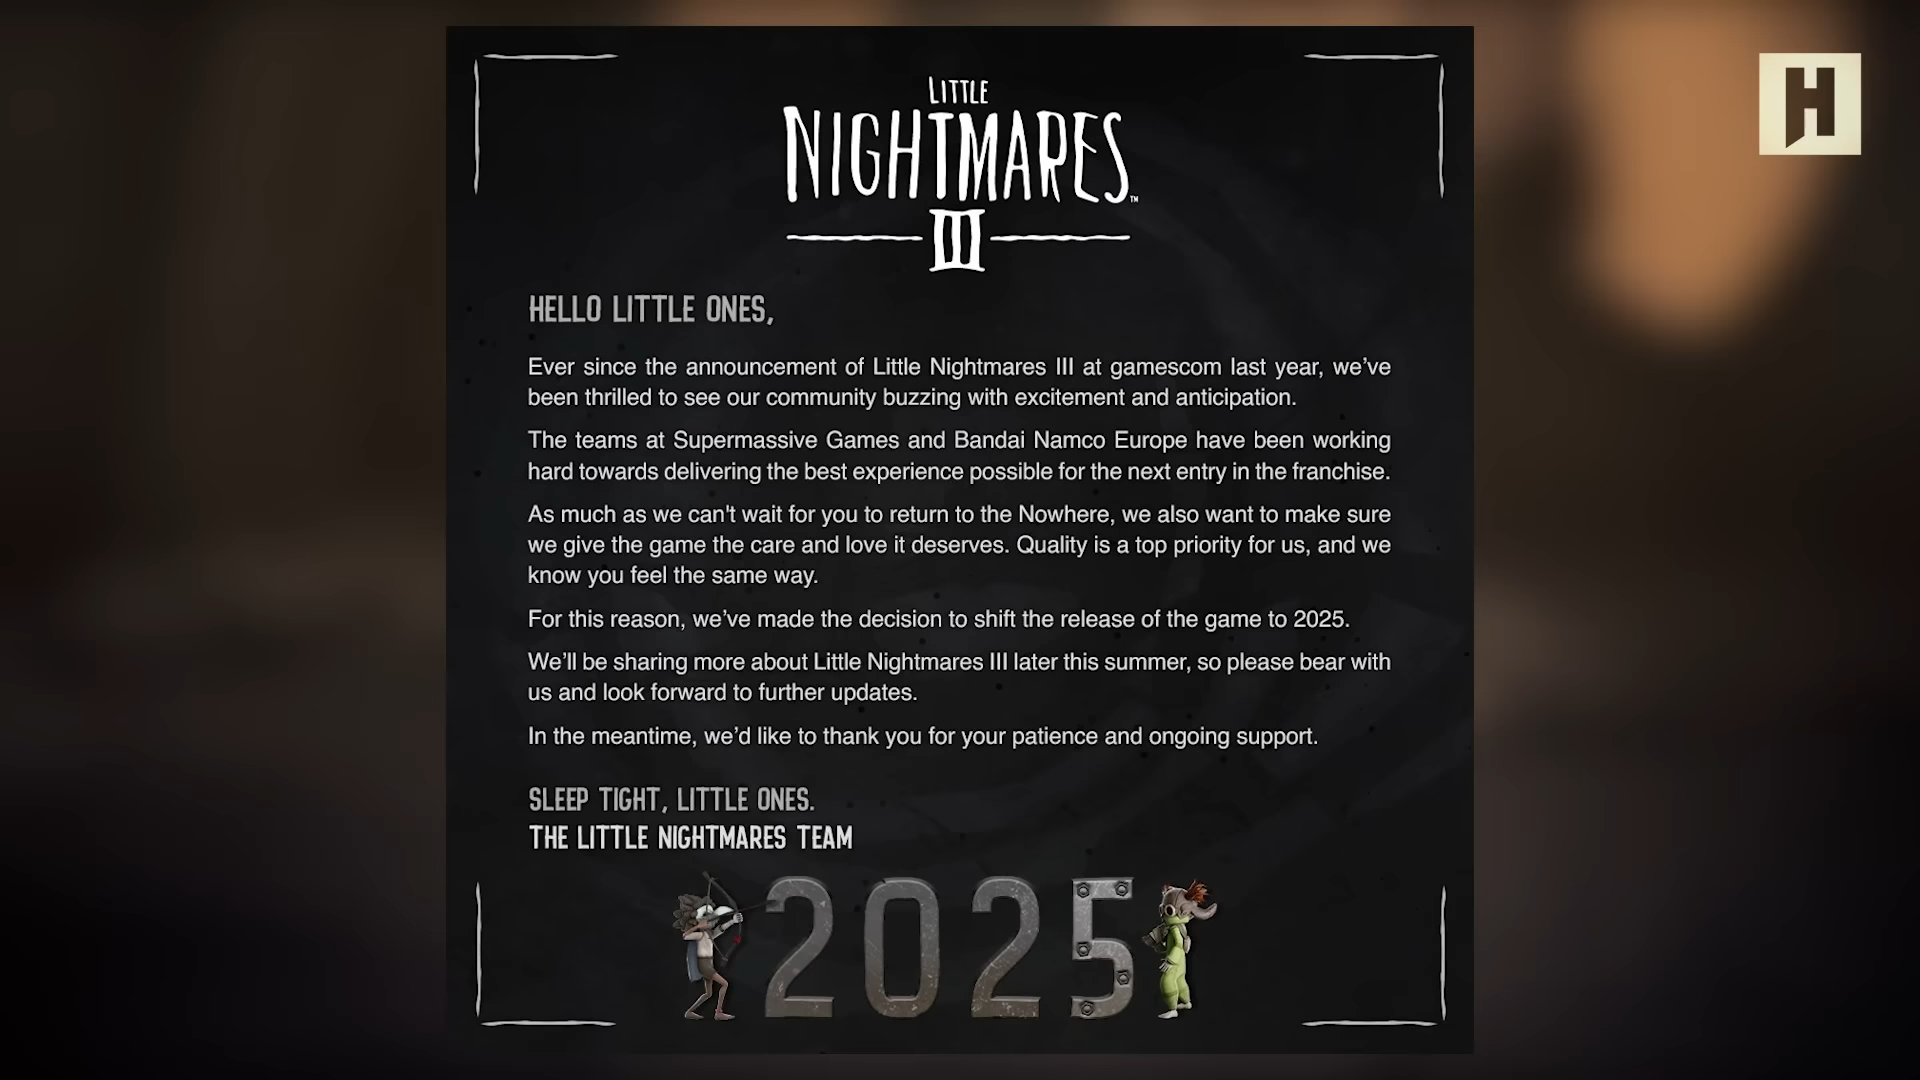 H
LITTLE
NIGHTMARES™
III
HELLO LITTLE ONES,
Ever since the announcement of Little Nightmares III at gamescom last year, we’ve
been thrilled to see our community buzzing with excitement and anticipation.
The teams at Supermassive Games and Bandai Namco Europe have been working
hard towards delivering the best experience possible for the next entry in the franchise.
As much as we can't wait for you to return to the Nowhere, we also want to make sure
we give the game the care and love it deserves. Quality is a top priority for us, and we
know you feel the same way.
For this reason, we’ve made the decision to shift the release of the game to 2025.
We’ll be sharing more about Little Nightmares III later this summer, so please bear with
us and look forward to further updates.
In the meantime, we’d like to thank you for your patience and ongoing support.
SLEEP TIGHT, LITTLE ONES.
THE LITTLE NIGHTMARES TEAM
2025